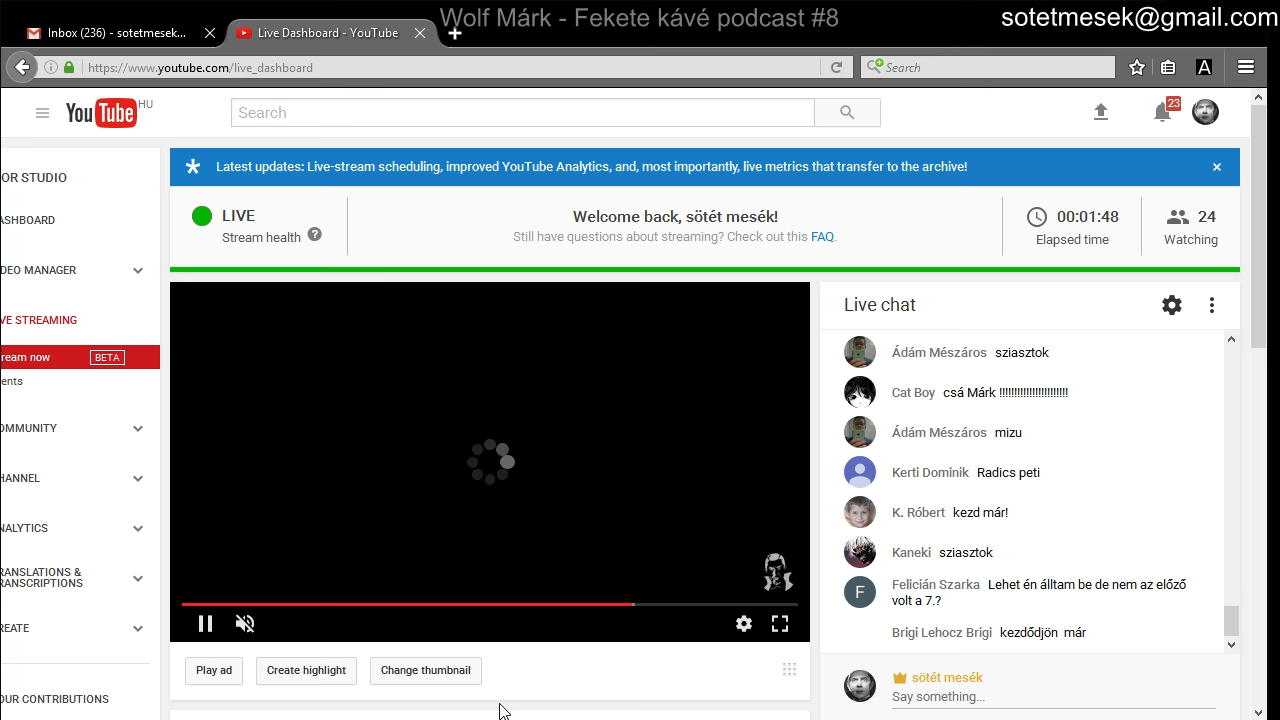 Wolf Márk - Fekete kávé podcast #8
sotetmesek@gmail.com
Inbox (236) - sotetmesek...
Live Dashboard - YouTube
https://www.youtube.com/live_dashboard
Search
A
YouTube HU
Search
23
OR STUDIO
ASHBOARD
DEO MANAGER
VE STREAMING
ream now
BETA
ents
OMMUNITY
HANNEL
NALYTICS
RANSLATIONS &
RANSCRIPTIONS
REATE
OUR CONTRIBUTIONS
Latest updates: Live-stream scheduling, improved YouTube Analytics, and, most importantly, live metrics that transfer to the archive!
LIVE
Stream health
Welcome back, sötét mesék!
Still have questions about streaming? Check out this FAQ.
00:01:48
Elapsed time
24
Watching
Play ad
Create highlight
Change thumbnail
Live chat
Ádám Mészáros sziasztok
Cat Boy csá Márk !!!!!!!!!!!!!!!!!!!!!!!
Ádám Mészáros mizu
Kerti Dominik Radics peti
K. Róbert kezd már!
Kaneki sziasztok
F
Felicián Szarka Lehet én álltam be de nem az előző
volt a 7.?
Brigi Lehocz Brigi kezdődjön már
sötét mesék
Say something...